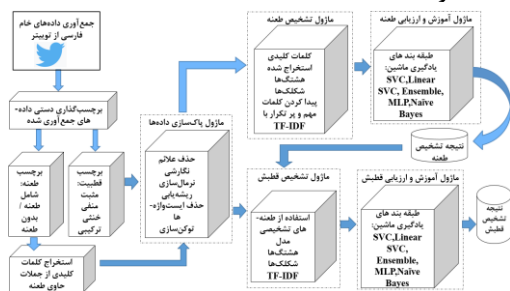 جمع‌آوری داده‌های خام
فارسی از توییتر
برچسب‌گذاری دستی داده-
های جمع‌آوری شده
برچسب
طعنه:
شامل
طعنه /
بدون
طعنه
برچسب
قطبیت:
مثبت
منفی
خنثی
ترکیبی
استخراج کلمات
کلیدی از جملات
حاوی طعنه
ماژول پاک‌سازی داده‌ها
حذف علائم
نگارشی
نرمال‌سازی
ریشه‌یابی
حذف ایست‌واژه-
ها
توکن‌سازی
ماژول تشخیص طعنه
کلمات کلیدی
استخراج شده
هشتگ‌ها
شکلک‌ها
پیدا کردن کلمات
مهم و پر تکرار با
TF-IDF
ماژول آموزش و ارزیابی طعنه
طبقه بند های
یادگیری ماشین:
SVC,Linear
SVC, Ensemble,
MLP,Naïve
Bayes
نتیجه تشخیص
طعنه
ماژول تشخیص قطبش
استفاده از طعنه-
های تشخیصی
مدل
هشتگ‌ها
شکلک‌ها
TF-IDF
ماژول آموزش و ارزیابی قطبش
طبقه بند های
یادگیری ماشین:
SVC,Linear
SVC,
Ensemble,
MLP,Naïve
Bayes
نتیجه
تشخیص
قطبش